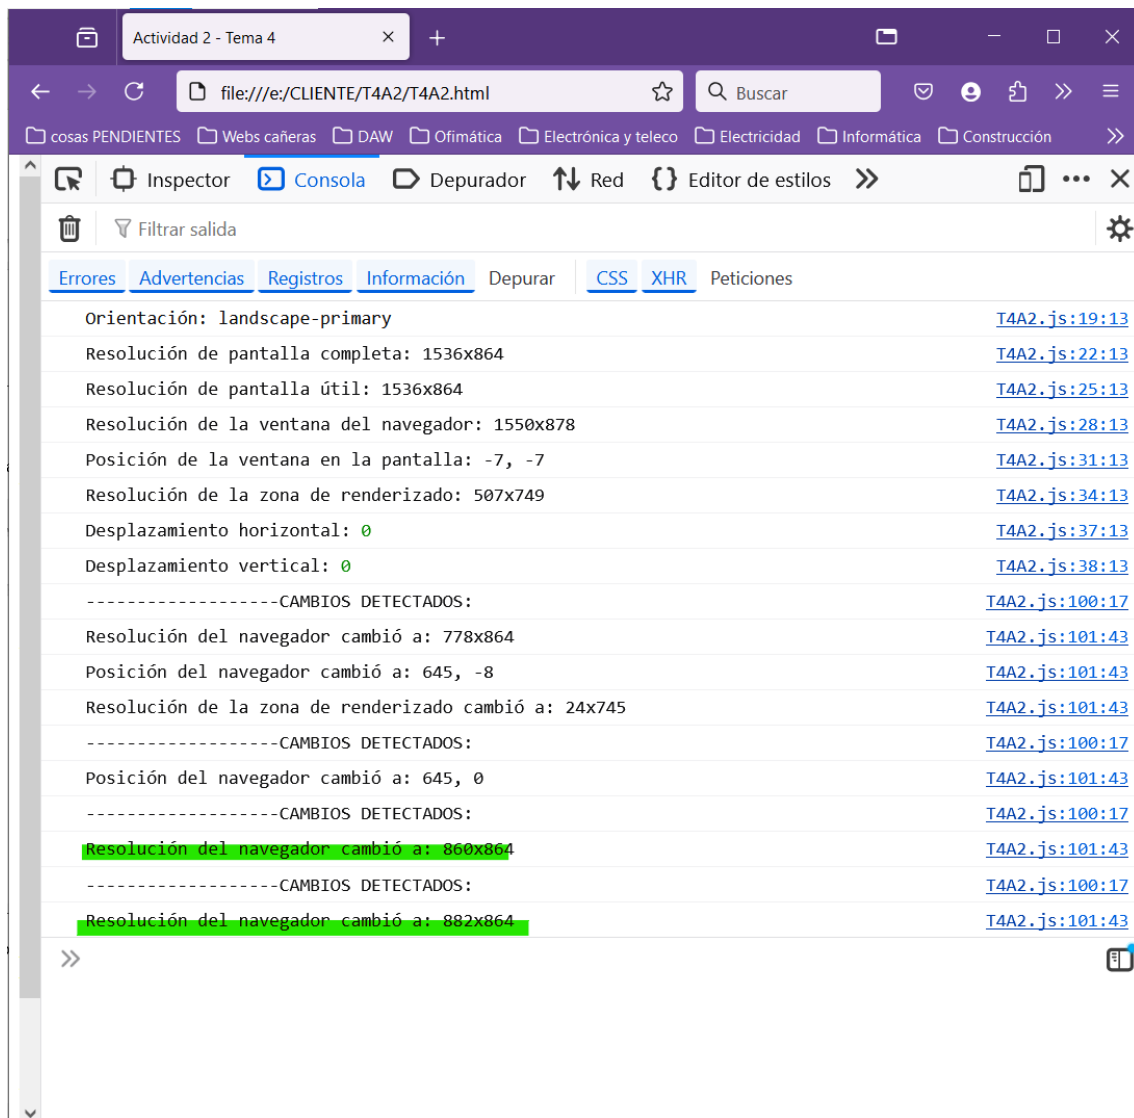 Actividad 2 - Tema 4
file:///e:/CLIENTE/T4A2/T4A2.html
Buscar
cosas PENDIENTES Webs cañeras DAW Ofimática Electrónica y teleco Electricidad Informática Construcción
Inspector Consola Depurador Red Editor de estilos
Filtrar salida
Errores Advertencias Registros Información Depurar CSS XHR Peticiones
Orientación: landscape-primary T4A2.js:19:13
Resolución de pantalla completa: 1536x864 T4A2.js:22:13
Resolución de pantalla útil: 1536x864 T4A2.js:25:13
Resolución de la ventana del navegador: 1550x878 T4A2.js:28:13
Posición de la ventana en la pantalla: -7, -7 T4A2.js:31:13
Resolución de la zona de renderizado: 507x749 T4A2.js:34:13
Desplazamiento horizontal: 0 T4A2.js:37:13
Desplazamiento vertical: 0 T4A2.js:38:13
-------------------CAMBIOS DETECTADOS: T4A2.js:100:17
Resolución del navegador cambió a: 778x864 T4A2.js:101:43
Posición del navegador cambió a: 645, -8 T4A2.js:101:43
Resolución de la zona de renderizado cambió a: 24x745 T4A2.js:101:43
-------------------CAMBIOS DETECTADOS: T4A2.js:100:17
Posición del navegador cambió a: 645, 0 T4A2.js:101:43
-------------------CAMBIOS DETECTADOS: T4A2.js:100:17
Resolución del navegador cambió a: 860x864 T4A2.js:101:43
-------------------CAMBIOS DETECTADOS: T4A2.js:100:17
Resolución del navegador cambió a: 882x864 T4A2.js:101:43